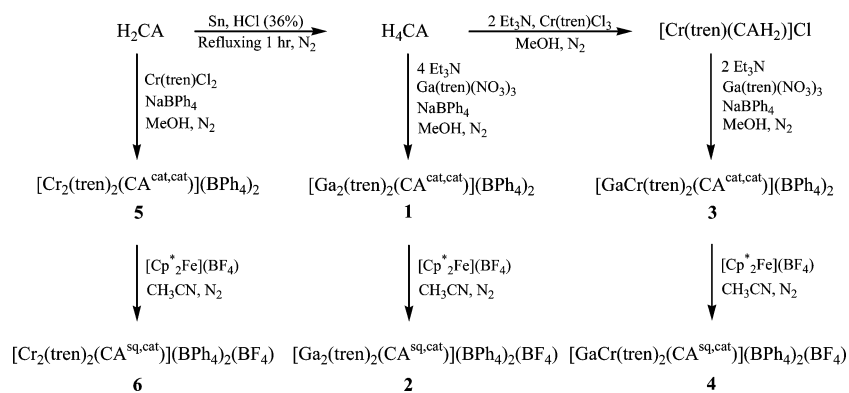 H2CA
Sn, HCl (36%)
Refluxing 1 hr, N2
H4CA
2 Et3N, Cr(tren)Cl3
MeOH, N2
[Cr(tren)(CAH2)]Cl
Cr(tren)Cl2
NaBPh4
MeOH, N2
4 Et3N
Ga(tren)(NO3)3
NaBPh4
MeOH, N2
2 Et3N
Ga(tren)(NO3)3
NaBPh4
MeOH, N2
[Cr2(tren)2(CAcat,cat)](BPh4)2
5
[Ga2(tren)2(CAcat,cat)](BPh4)2
1
[GaCr(tren)2(CAcat,cat)](BPh4)2
3
[Cp*2Fe](BF4)
CH3CN, N2
[Cp*2Fe](BF4)
CH3CN, N2
[Cp*2Fe](BF4)
CH3CN, N2
[Cr2(tren)2(CAsq,cat)](BPh4)2(BF4)
6
[Ga2(tren)2(CAsq,cat)](BPh4)2(BF4)
2
[GaCr(tren)2(CAsq,cat)](BPh4)2(BF4)
4